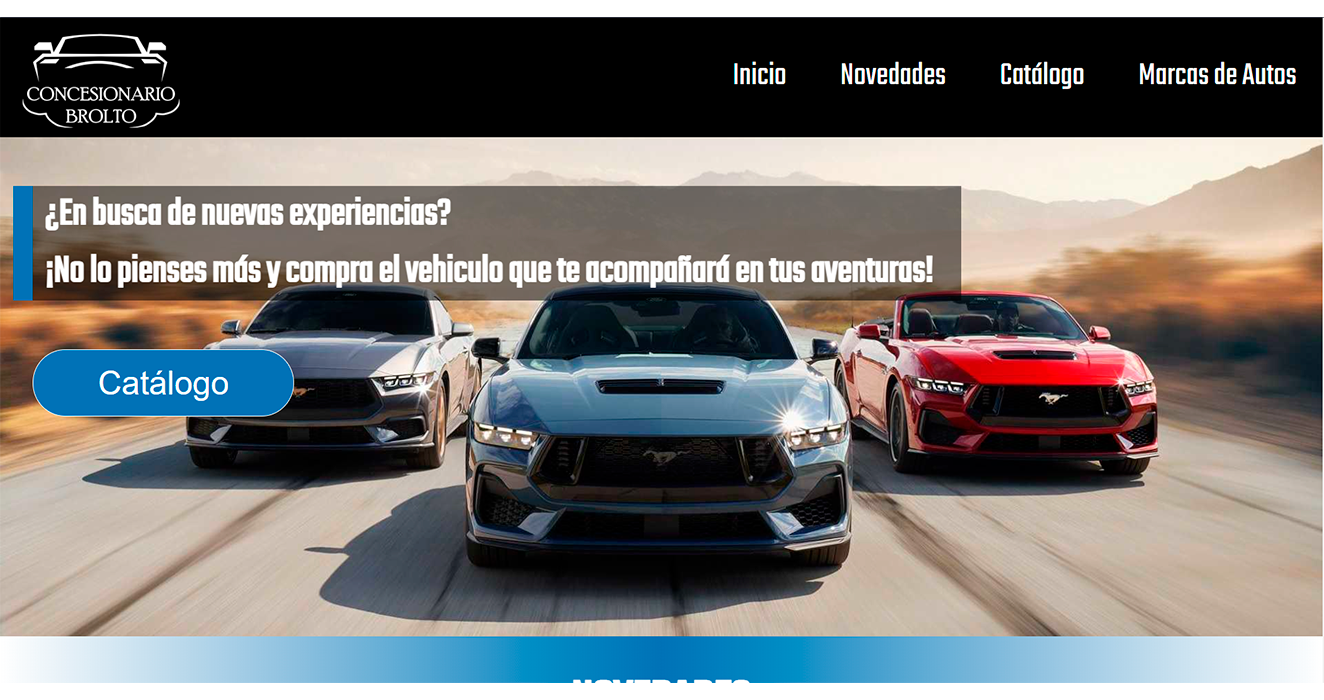 CONCESIONARIO
BROLTO
Inicio Novedades Catálogo Marcas de Autos
¿En busca de nuevas experiencias?
¡No lo pienses más y compra el vehiculo que te acompañará en tus aventuras!
Catálogo
NOVEDADES